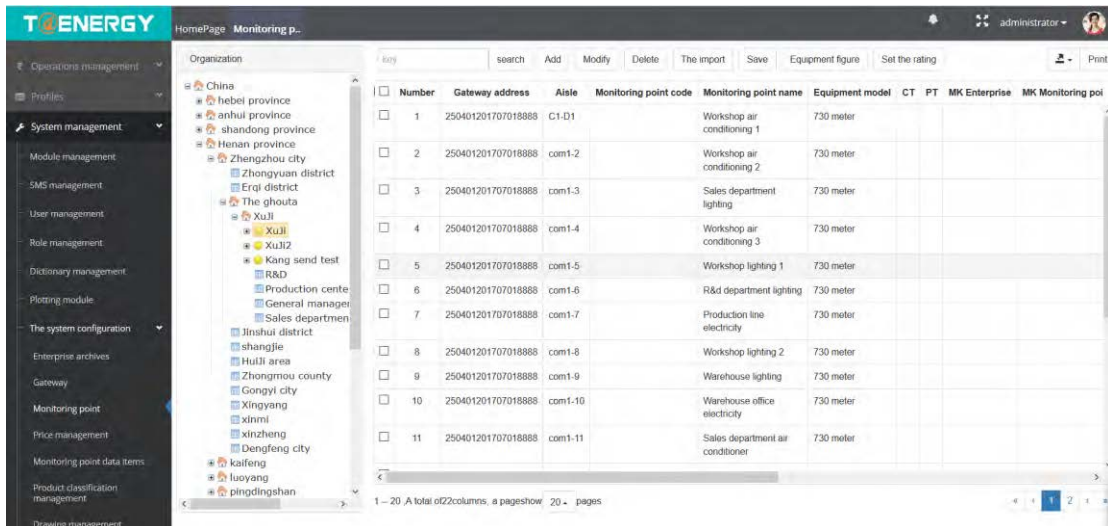 T@ENERGY
HomePage Monitoring p...
administrator
Operations management
Profiles
System management
Module management
SMS management
User management
Role management
Dictionary management
Plotting module
The system configuration
Enterprise archives
Gateway
Monitoring point
Price management
Monitoring point data items
Product classification
management
Drawing management
Organization
China
hebei province
anhui province
shandong province
Henan province
Zhengzhou city
Zhongyuan district
Erqi district
The ghouta
XuJi
XuJi
XuJi2
Kang send test
R&D
Production cente
General manager
Sales departmen
Jinshui district
shangjie
HuiJi area
Zhongmou county
Gongyi city
Xingyang
xinmi
xinzheng
Dengfeng city
kaifeng
luoyang
pingdingshan
key search Add Modify Delete The import Save Equipment figure Set the rating Print
Number Gateway address Aisle Monitoring point code Monitoring point name Equipment model CT PT MK Enterprise MK Monitoring poi
1 250401201707018888 C1-D1 Workshop air 730 meter
conditioning 1
2 250401201707018888 com1-2 Workshop air 730 meter
conditioning 2
3 250401201707018888 com1-3 Sales department 730 meter
lighting
4 250401201707018888 com1-4 Workshop air 730 meter
conditioning 3
5 250401201707018888 com1-5 Workshop lighting 1 730 meter
6 250401201707018888 com1-6 R&d department lighting 730 meter
7 250401201707018888 com1-7 Production line 730 meter
electricity
8 250401201707018888 com1-8 Workshop lighting 2 730 meter
9 250401201707018888 com1-9 Warehouse lighting 730 meter
10 250401201707018888 com1-10 Warehouse office 730 meter
electricity
11 250401201707018888 com1-11 Sales department air 730 meter
conditioner
1 – 20 ,A total of22columns, a pageshow 20 pages
« ‹ 1 2 › »